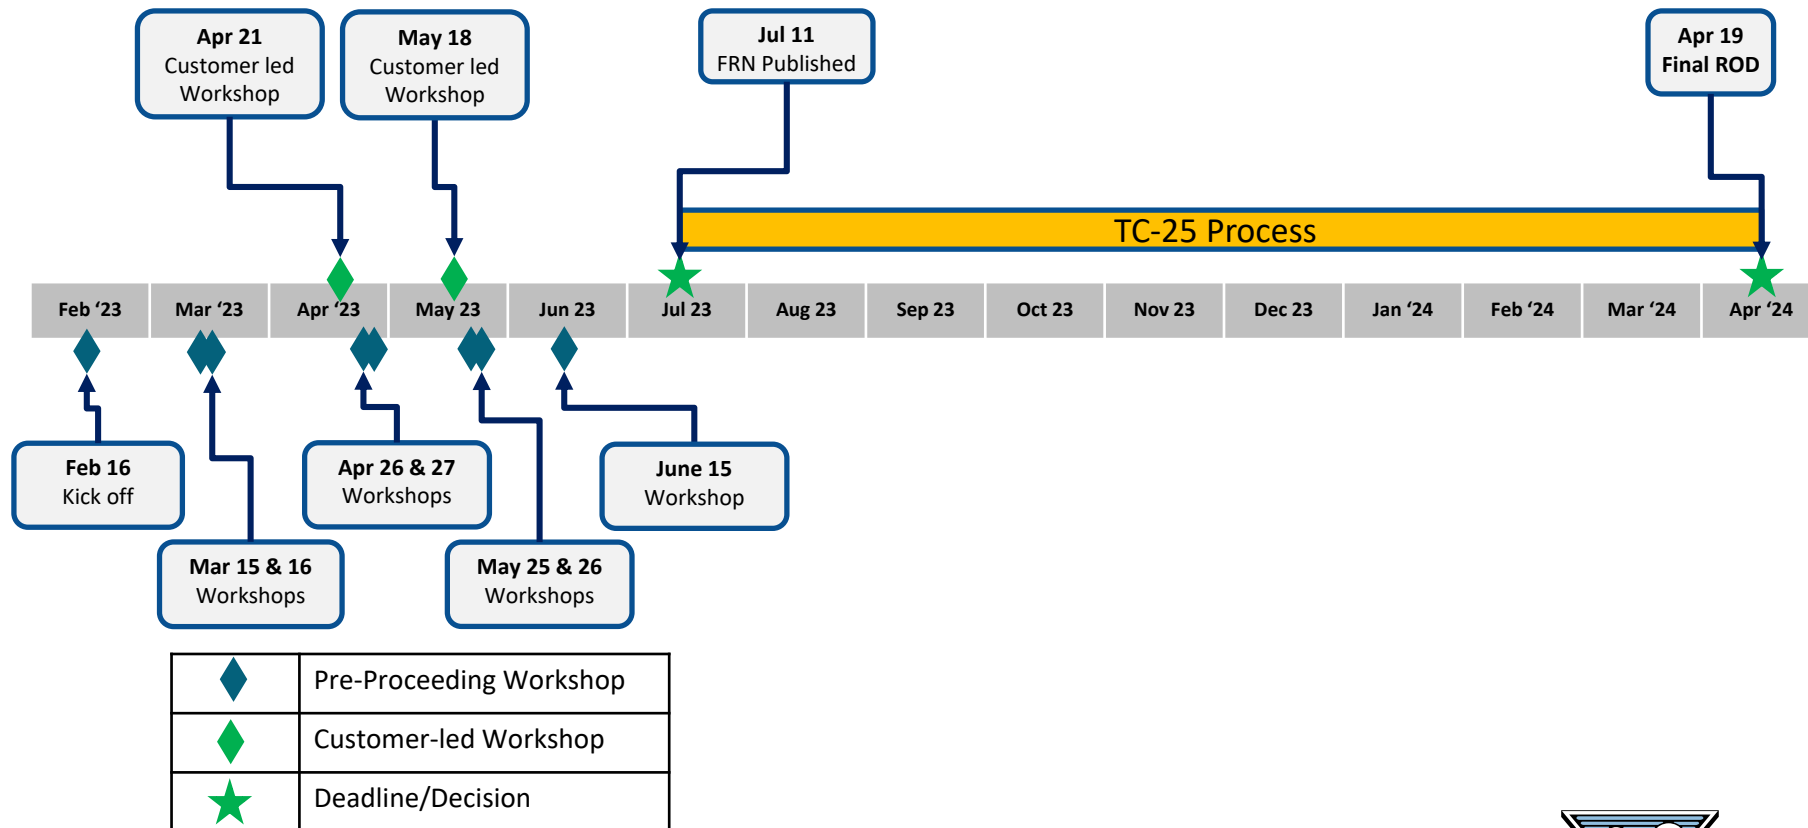 Apr 21
Customer led
Workshop
May 18
Customer led
Workshop
Jul 11
FRN Published
Apr 19
Final ROD
TC-25 Process
Feb ‘23
Mar ‘23
Apr ‘23
May 23
Jun 23
Jul 23
Aug 23
Sep 23
Oct 23
Nov 23
Dec 23
Jan ‘24
Feb ‘24
Mar ‘24
Apr ‘24
Feb 16
Kick off
Apr 26 & 27
Workshops
June 15
Workshop
Mar 15 & 16
Workshops
May 25 & 26
Workshops
Pre-Proceeding Workshop
Customer-led Workshop
Deadline/Decision